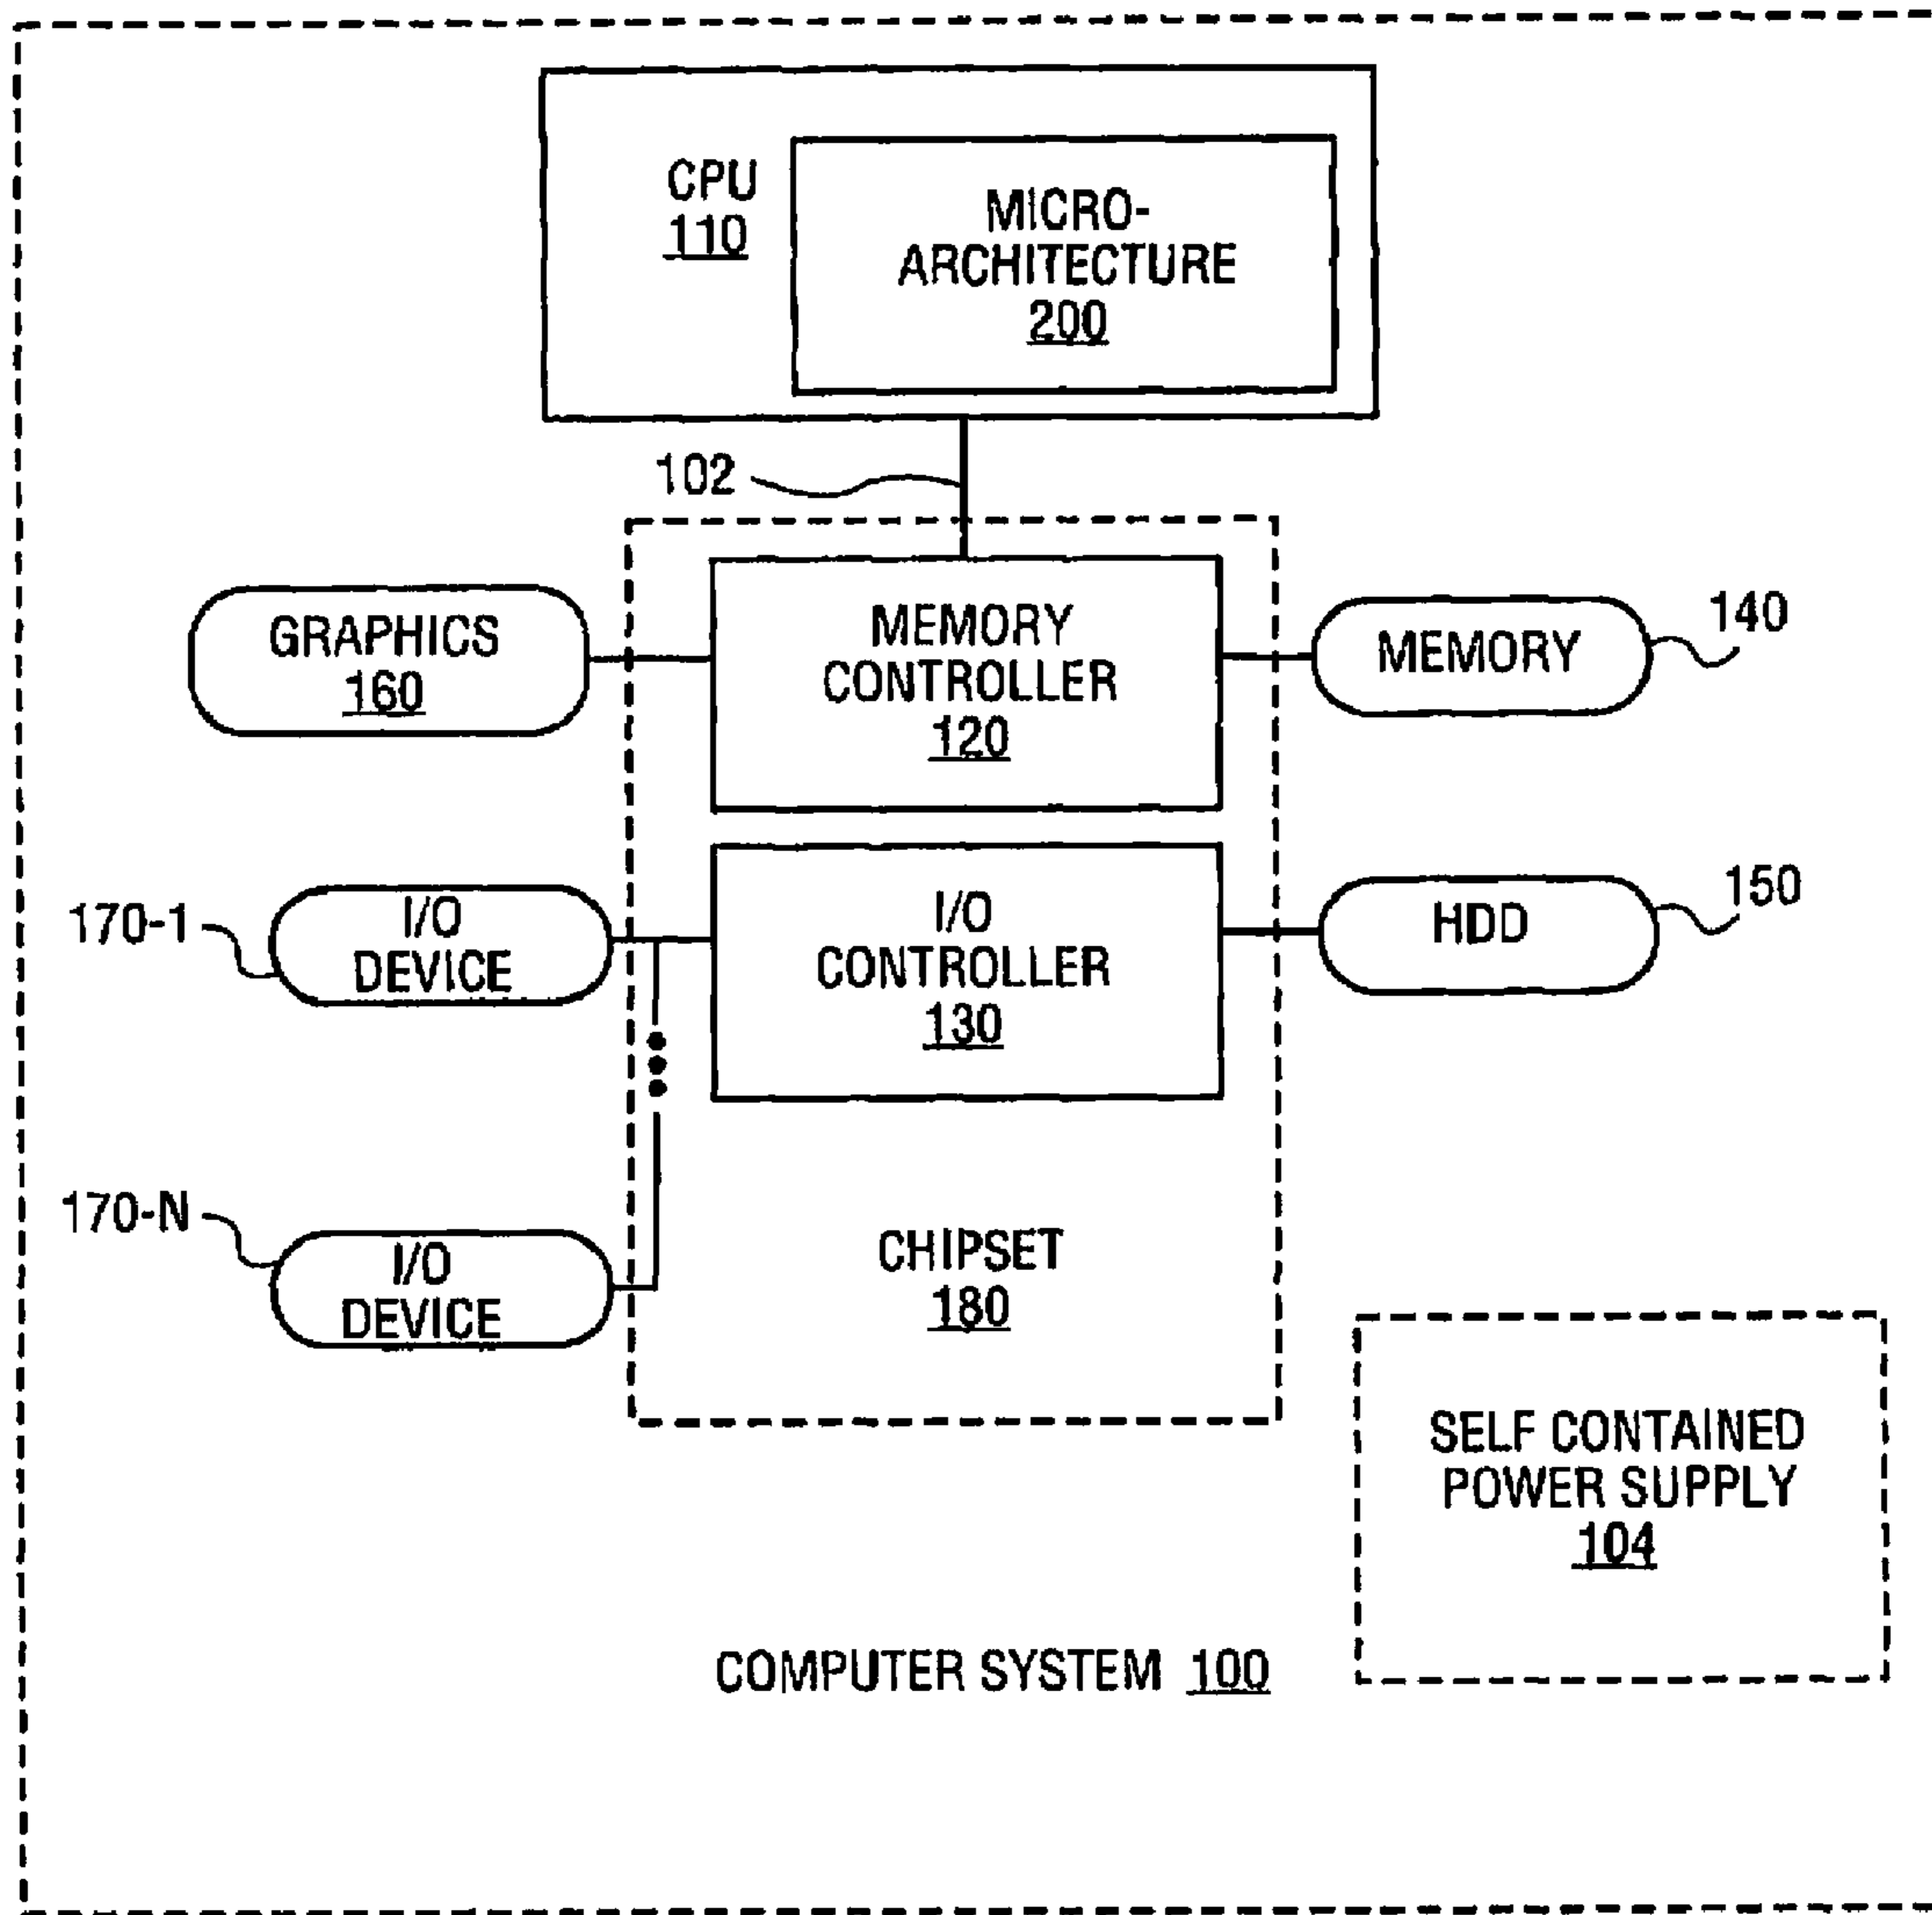 CPU
110
MICRO-
ARCHITECTURE
200
102
GRAPHICS
160
MEMORY
CONTROLLER
120
MEMORY
140
170-1
I/O
DEVICE
I/O
CONTROLLER
130
HDD
150
170-N
I/O
DEVICE
CHIPSET
180
SELF CONTAINED
POWER SUPPLY
104
COMPUTER SYSTEM 100